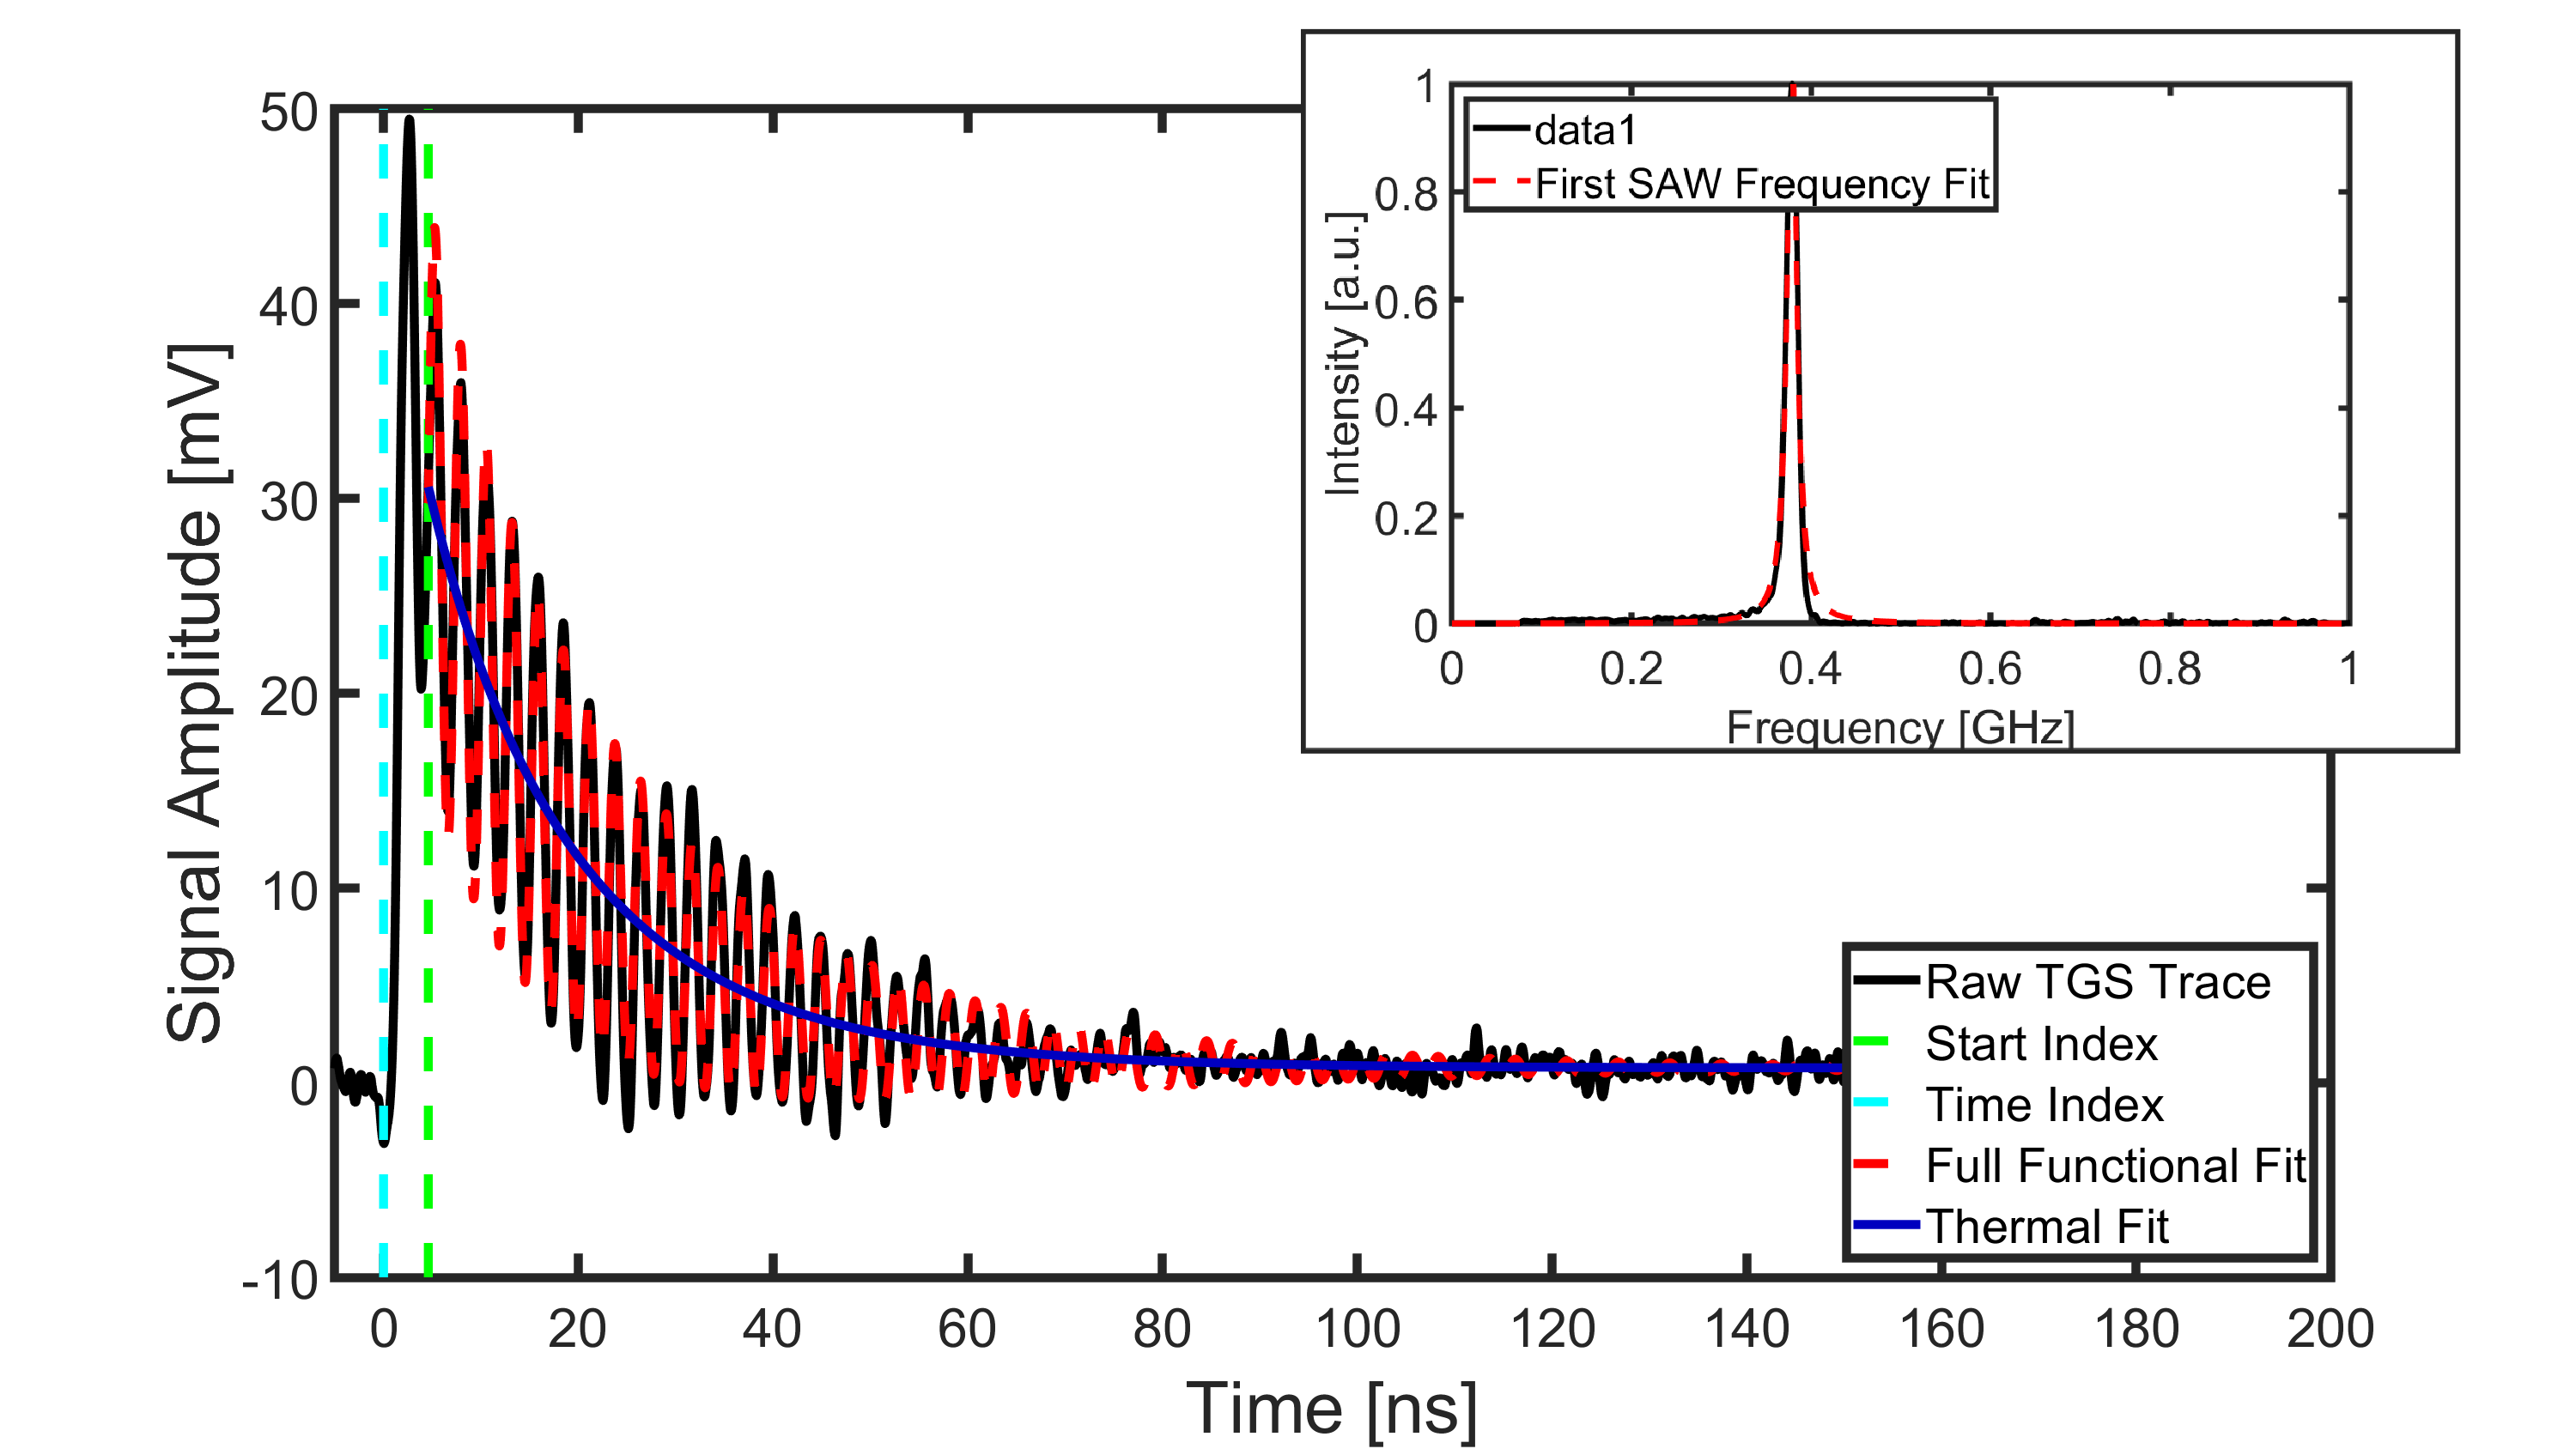 50
40
30
20
10
0
-10
Signal Amplitude [mV]
0 20 40 60 80 100 120 140 160 180 200
Time [ns]
1
0.8
0.6
0.4
0.2
0
Intensity [a.u.]
data1
First SAW Frequency Fit
0 0.2 0.4 0.6 0.8 1
Frequency [GHz]
Raw TGS Trace
Start Index
Time Index
Full Functional Fit
Thermal Fit